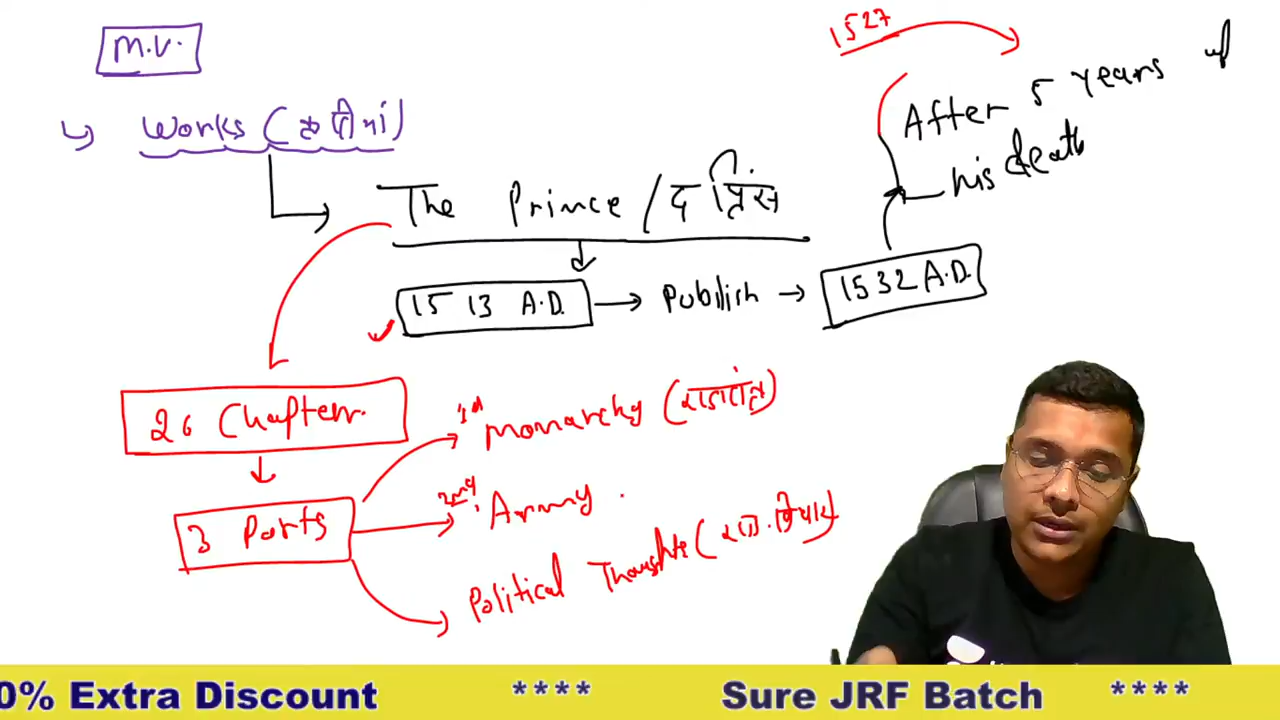 M.V.
1527
After 5 years of
his death
Works (
The Prince / द प्रिंस
1513 A.D. → Publish → 1532 A.D.
26 Chapter
3 Parts
1st Monarchy (राजतंत्र)
2nd Army
Political Thoughts (राज. विचार)
0% Extra Discount **** Sure JRF Batch ****